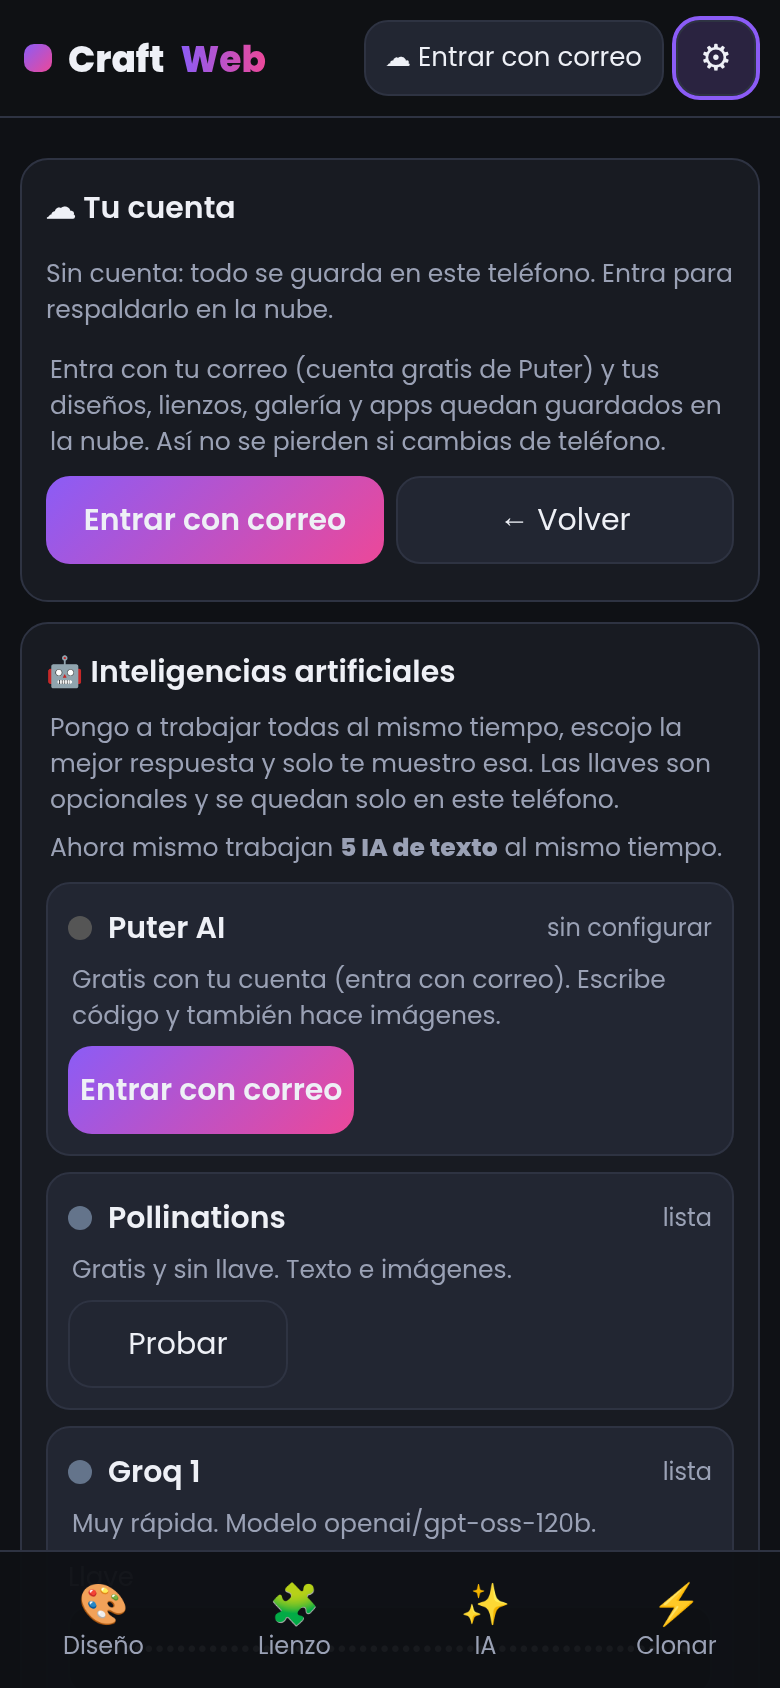 Craft Web
☁ Entrar con correo
⚙
☁ Tu cuenta
Sin cuenta: todo se guarda en este teléfono. Entra para
respaldarlo en la nube.
Entra con tu correo (cuenta gratis de Puter) y tus
diseños, lienzos, galería y apps quedan guardados en
la nube. Así no se pierden si cambias de teléfono.
Entrar con correo
← Volver
🤖 Inteligencias artificiales
Pongo a trabajar todas al mismo tiempo, escojo la
mejor respuesta y solo te muestro esa. Las llaves son
opcionales y se quedan solo en este teléfono.
Ahora mismo trabajan 5 IA de texto al mismo tiempo.
Puter AI
sin configurar
Gratis con tu cuenta (entra con correo). Escribe
código y también hace imágenes.
Entrar con correo
Pollinations
lista
Gratis y sin llave. Texto e imágenes.
Probar
Groq 1
lista
Muy rápida. Modelo openai/gpt-oss-120b.
Llave
Diseño
Lienzo
IA
Clonar